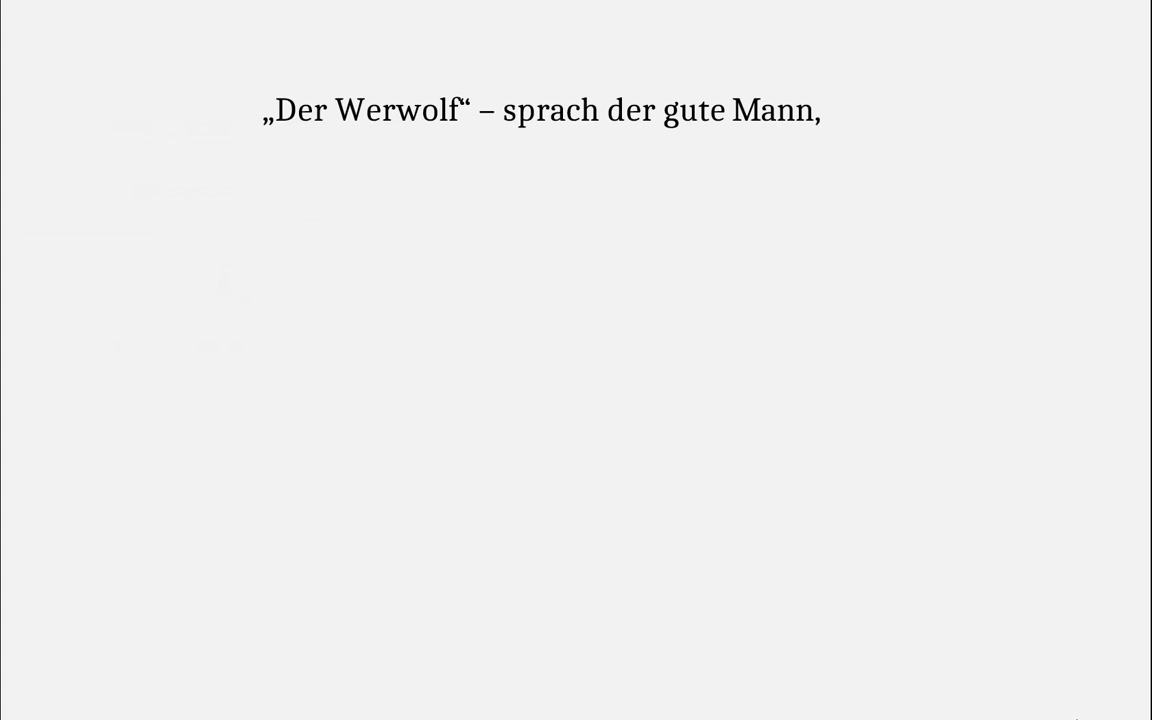 „Der Werwolf“ – sprach der gute Mann,